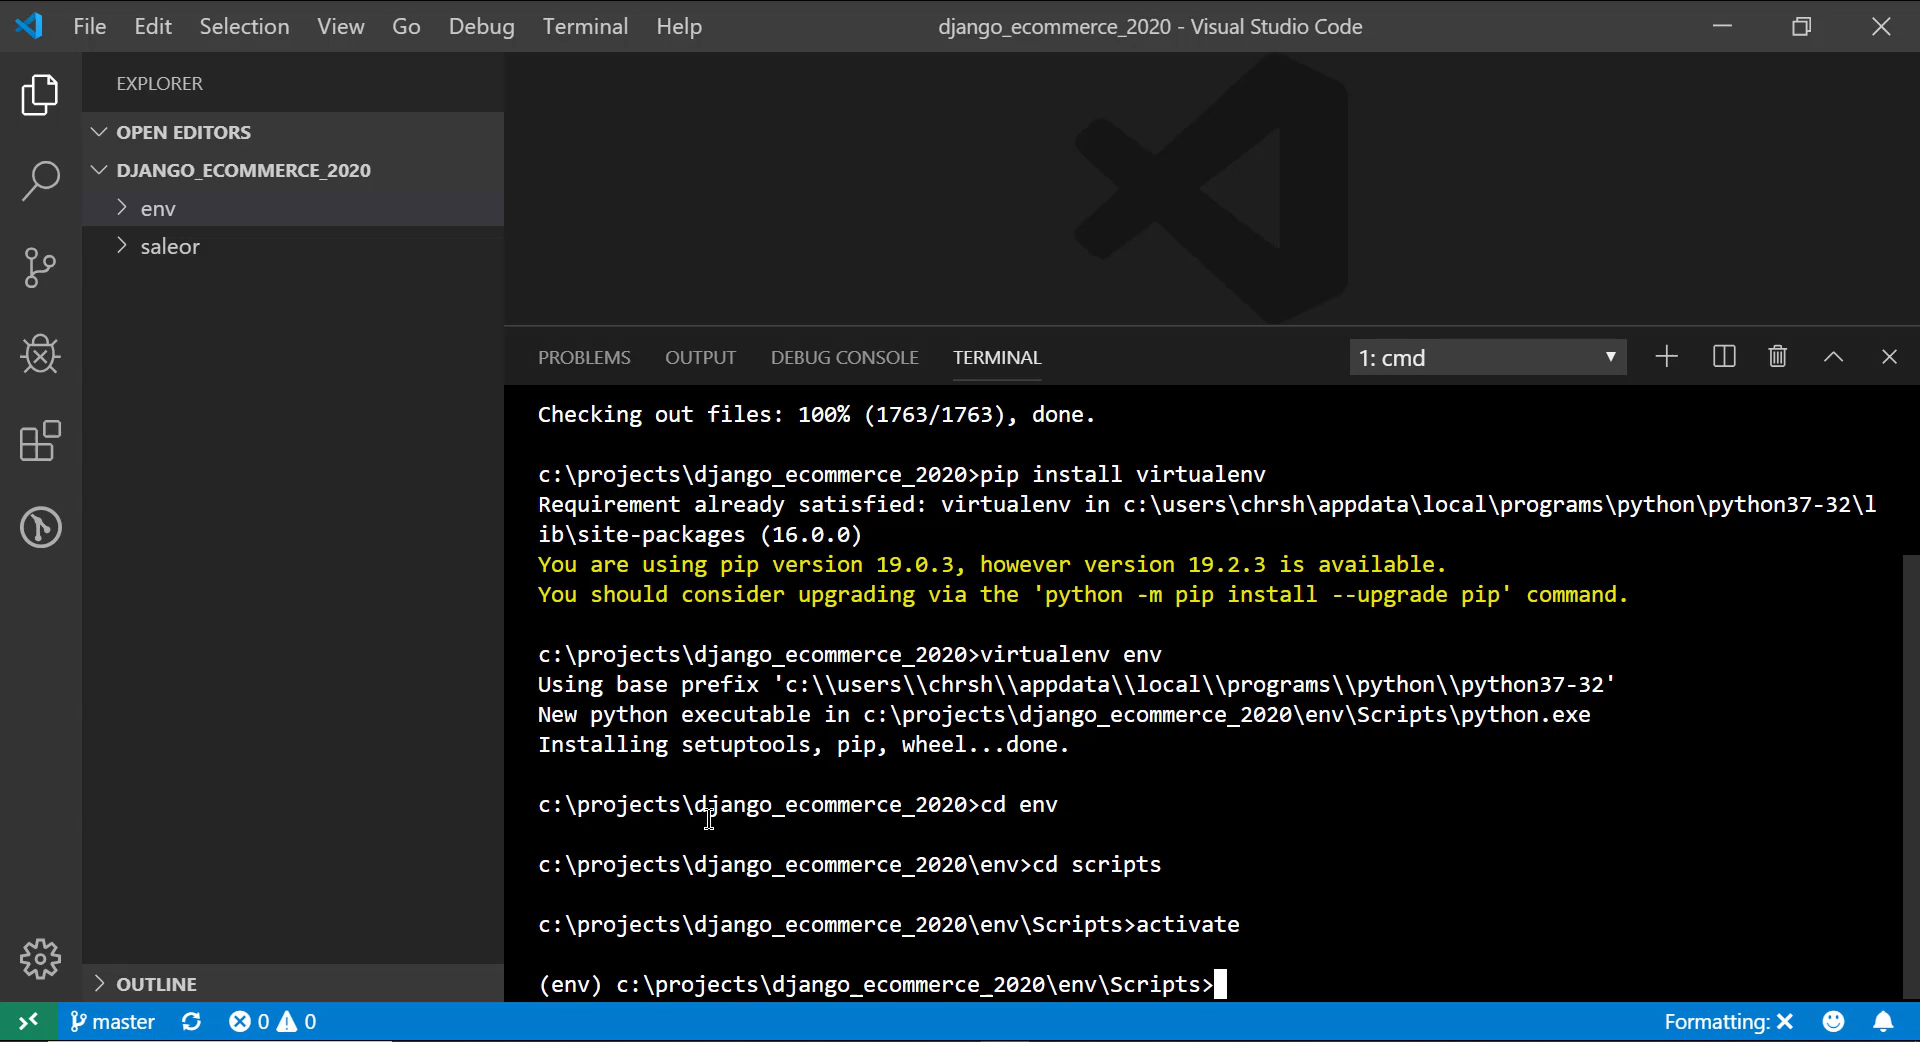 File Edit Selection View Go Debug Terminal Help
django_ecommerce_2020 - Visual Studio Code
EXPLORER
OPEN EDITORS
DJANGO_ECOMMERCE_2020
env
saleor
OUTLINE
PROBLEMS OUTPUT DEBUG CONSOLE TERMINAL
1: cmd
Checking out files: 100% (1763/1763), done.
c:\projects\django_ecommerce_2020>pip install virtualenv
Requirement already satisfied: virtualenv in c:\users\chrsh\appdata\local\programs\python\python37-32\l
ib\site-packages (16.0.0)
You are using pip version 19.0.3, however version 19.2.3 is available.
You should consider upgrading via the 'python -m pip install --upgrade pip' command.
c:\projects\django_ecommerce_2020>virtualenv env
Using base prefix 'c:\\users\\chrsh\\appdata\\local\\programs\\python\\python37-32'
New python executable in c:\projects\django_ecommerce_2020\env\Scripts\python.exe
Installing setuptools, pip, wheel...done.
c:\projects\django_ecommerce_2020>cd env
c:\projects\django_ecommerce_2020\env>cd scripts
c:\projects\django_ecommerce_2020\env\Scripts>activate
(env) c:\projects\django_ecommerce_2020\env\Scripts>
master 0 0
Formatting: ×